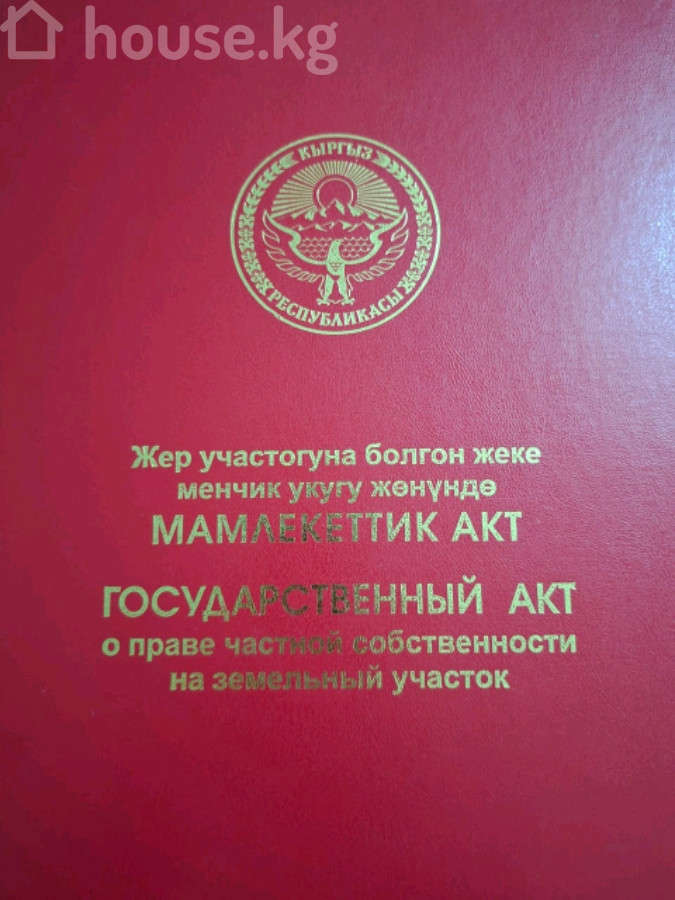 house.kg
КЫРГЫЗ
РЕСПУБЛИКАСЫ
Жер участогуна болгон жеке
менчик укугу жөнүндө
МАМЛЕКЕТТИК АКТ
ГОСУДАРСТВЕННЫЙ АКТ
о праве частной собственности
на земельный участок